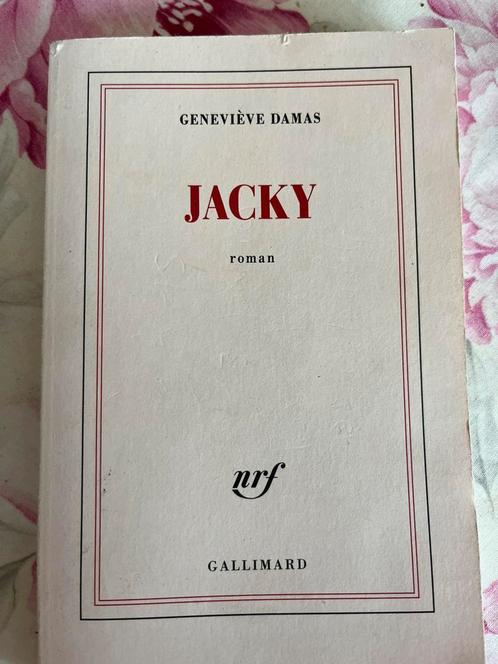 GENEVIÈVE DAMAS
JACKY
roman
nrf
GALLIMARD